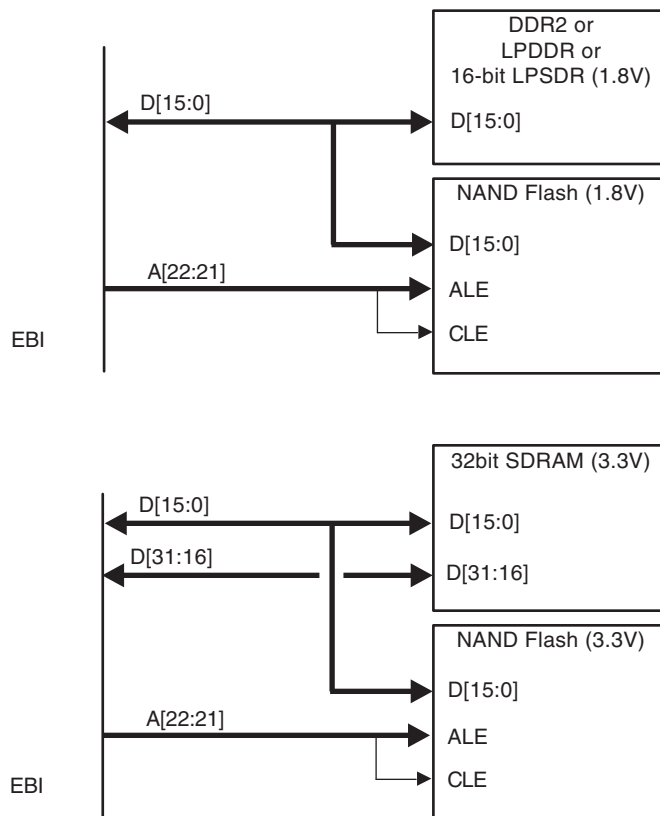 DDR2 or
LPDDR or
16-bit LPSDR (1.8V)
D[15:0]
D[15:0]
NAND Flash (1.8V)
D[15:0]
A[22:21]
ALE
EBI
CLE
32bit SDRAM (3.3V)
D[15:0]
D[15:0]
D[31:16]
D[31:16]
NAND Flash (3.3V)
D[15:0]
A[22:21]
ALE
EBI
CLE